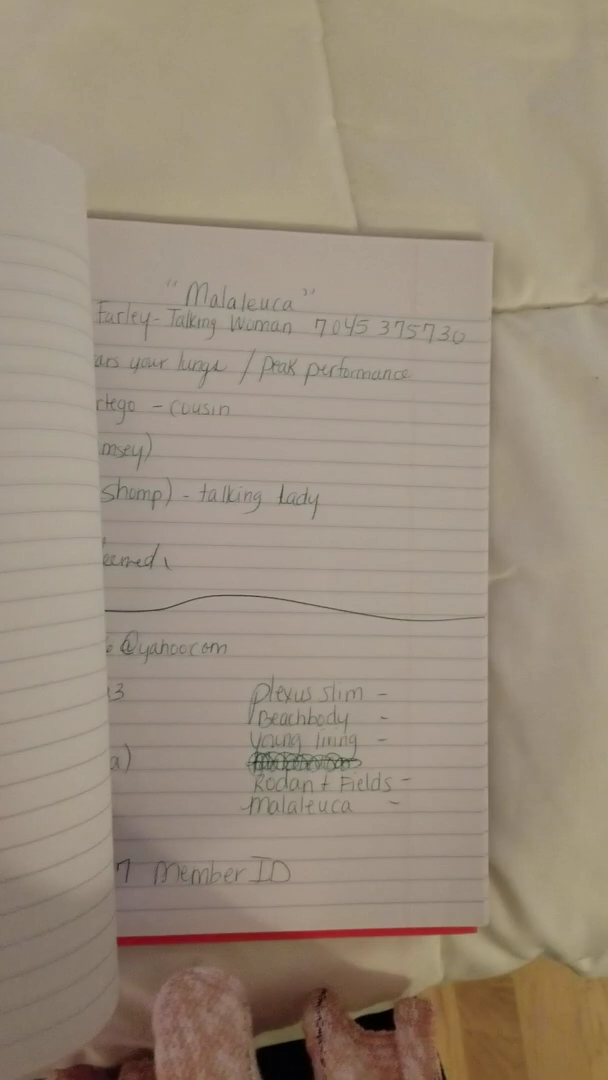 "Malaleuca"
Farley - Talking Woman 7045 375730
ars your lungs / Peak performance
rtego - cousin
msey)
Shomp) - talking lady
earned
@yahoo.com
13
plexus slim -
Beachbody -
Young living -
a)
Rodan + Fields -
malaleuca -
7 Member ID